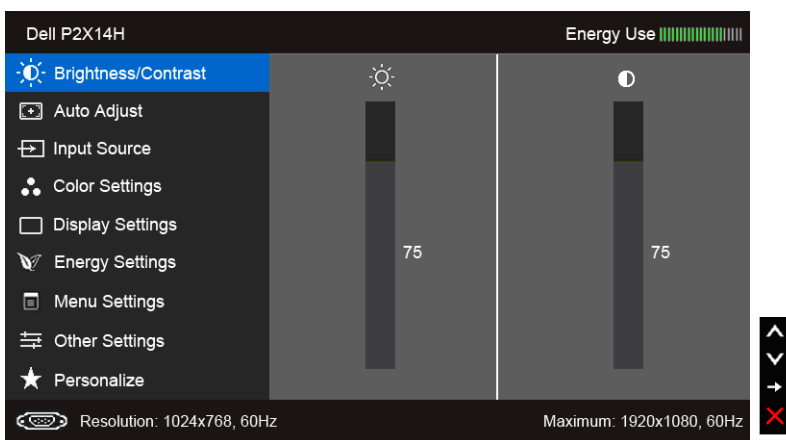 Dell P2X14H
Energy Use
Brightness/Contrast
Auto Adjust
Input Source
Color Settings
Display Settings
Energy Settings
Menu Settings
Other Settings
Personalize
75
75
Resolution: 1024x768, 60Hz
Maximum: 1920x1080, 60Hz